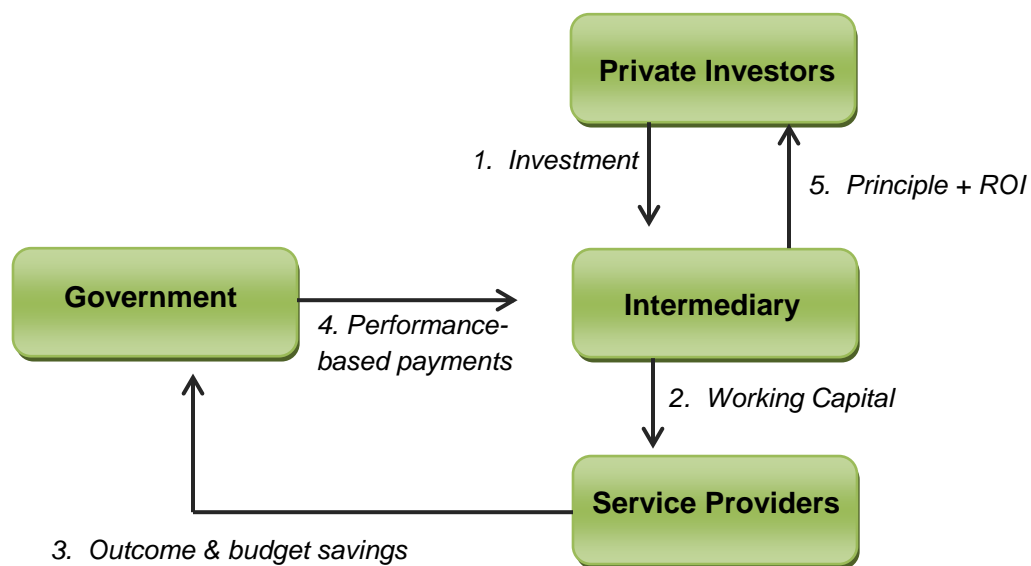 Private Investors
1. Investment
5. Principle + ROI
Government
Intermediary
4. Performance-
based payments
2. Working Capital
Service Providers
3. Outcome & budget savings